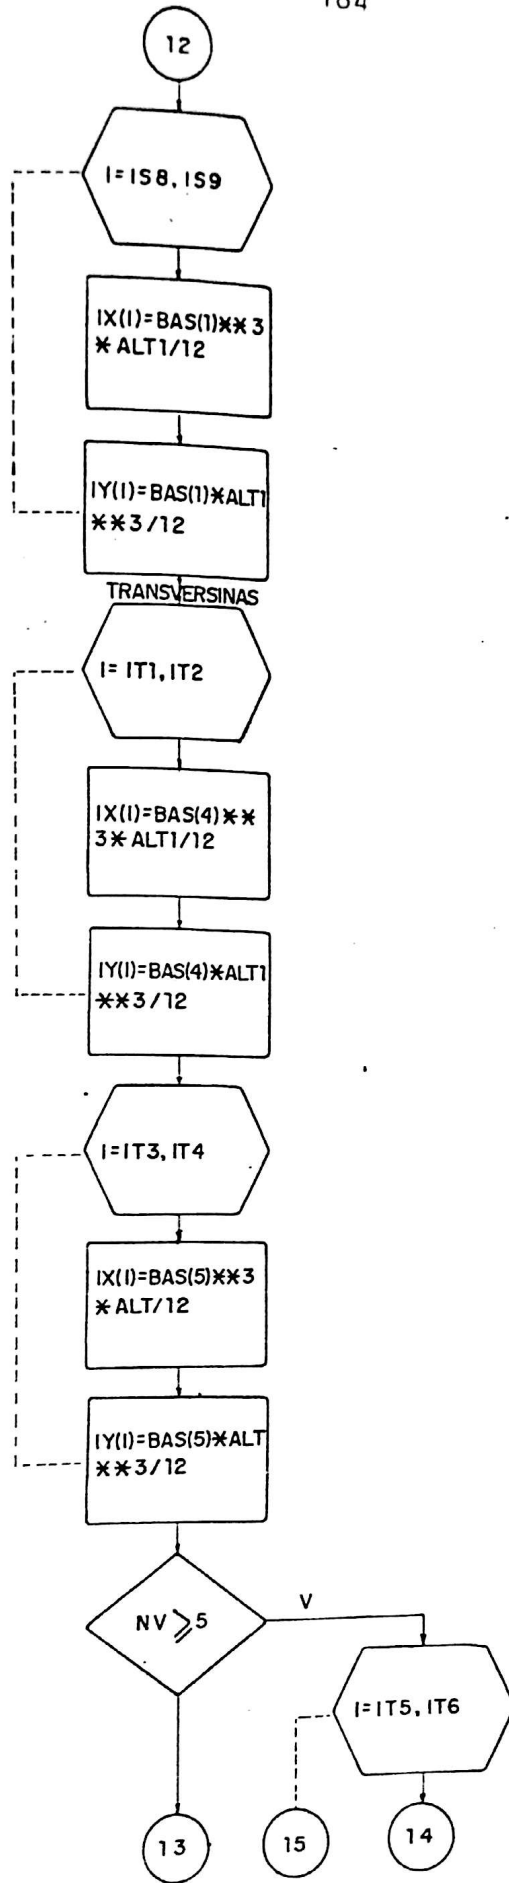 164
12
I=IS8, IS9
IX(I)=BAS(1)**3
*ALT1/12
IY(I)=BAS(1)*ALT1
**3/12
TRANSVERSINAS
I=IT1, IT2
IX(I)=BAS(4)**
3*ALT1/12
IY(I)=BAS(4)*ALT1
**3/12
I=IT3, IT4
IX(I)=BAS(5)**3
*ALT/12
IY(I)=BAS(5)*ALT
**3/12
NV ⩾ 5
V
I=IT5, IT6
13
15
14